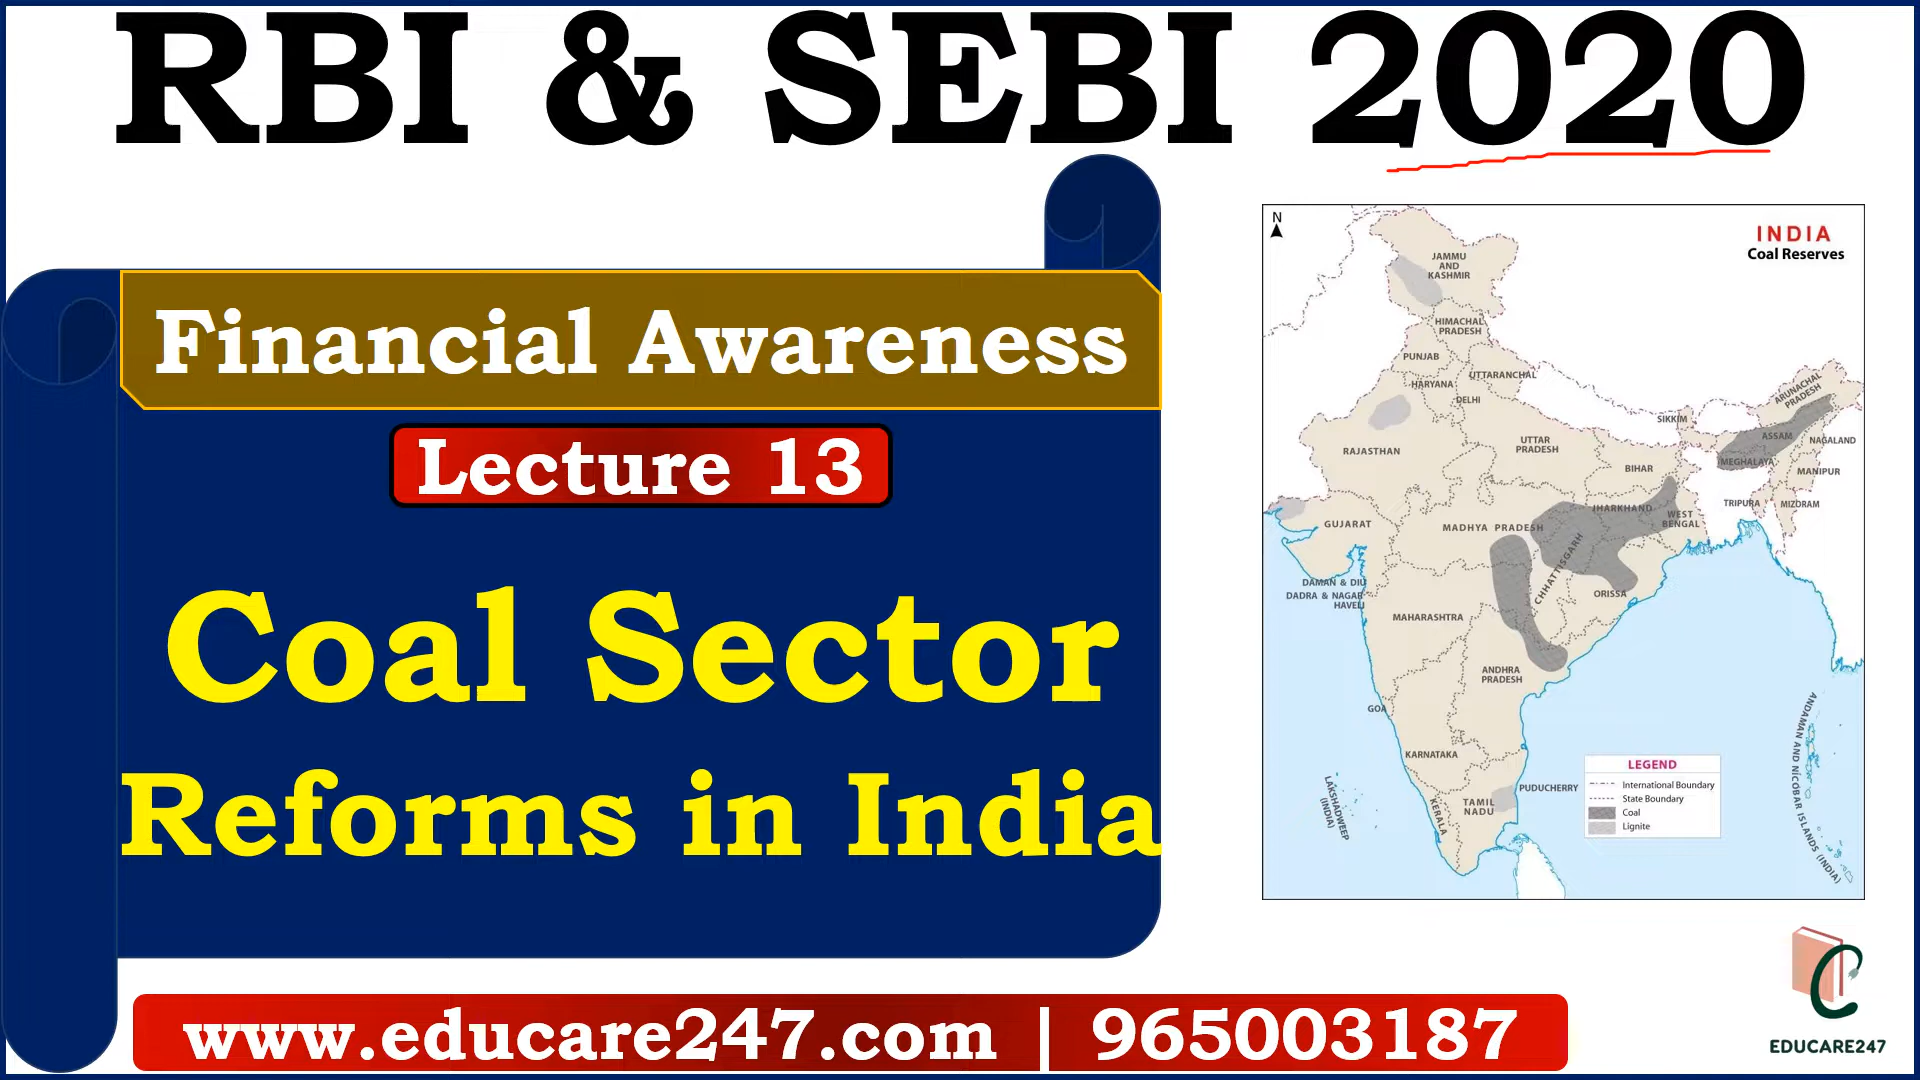 RBI & SEBI 2020
Financial Awareness
Lecture 13
Coal Sector
Reforms in India
www.educare247.com | 965003187
N
INDIA
Coal Reserves
JAMMU
AND
KASHMIR
HIMACHAL
PRADESH
PUNJAB
UTTARANCHAL
HARYANA
DELHI
ARUNACHAL
PRADESH
SIKKIM
RAJASTHAN
UTTAR
PRADESH
ASSAM
NAGALAND
BIHAR
MEGHALAYA
MANIPUR
TRIPURA
MIZORAM
JHARKHAND
WEST
BENGAL
GUJARAT
MADHYA PRADESH
CHHATTISGARH
DAMAN & DIU
DADRA & NAGAR
HAVELI
ORISSA
MAHARASHTRA
ANDHRA
PRADESH
GOA
KARNATAKA
LAKSHADWEEP
(INDIA)
KERALA
TAMIL
NADU
PUDUCHERRY
ANDAMAN AND NICOBAR ISLANDS (INDIA)
LEGEND
International Boundary
State Boundary
Coal
Lignite
EDUCARE247